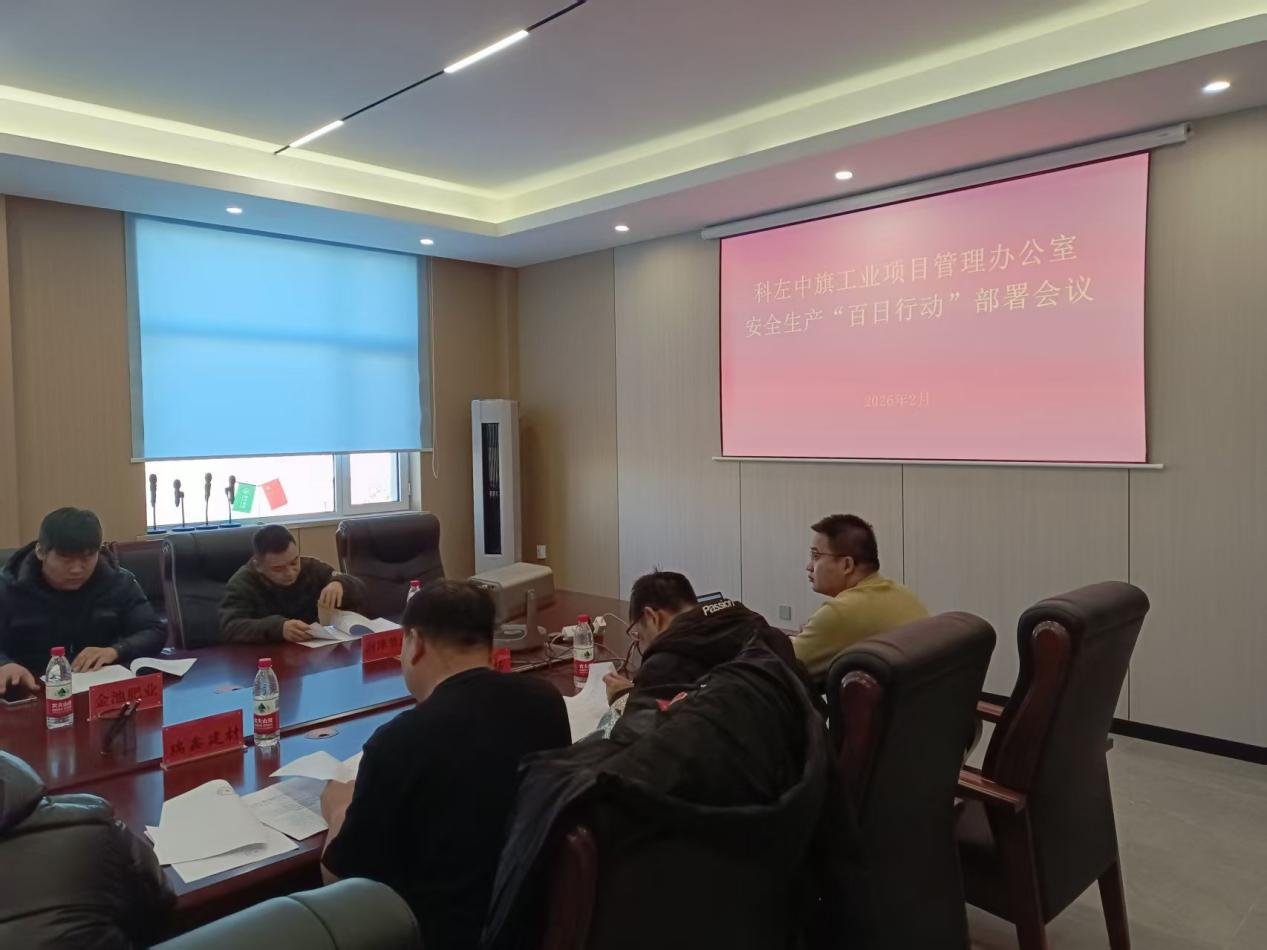 科左中旗工业项目管理办公室
安全生产“百日行动”部署会议
2026年2月
Passion
金池肥业
瑞鑫建材